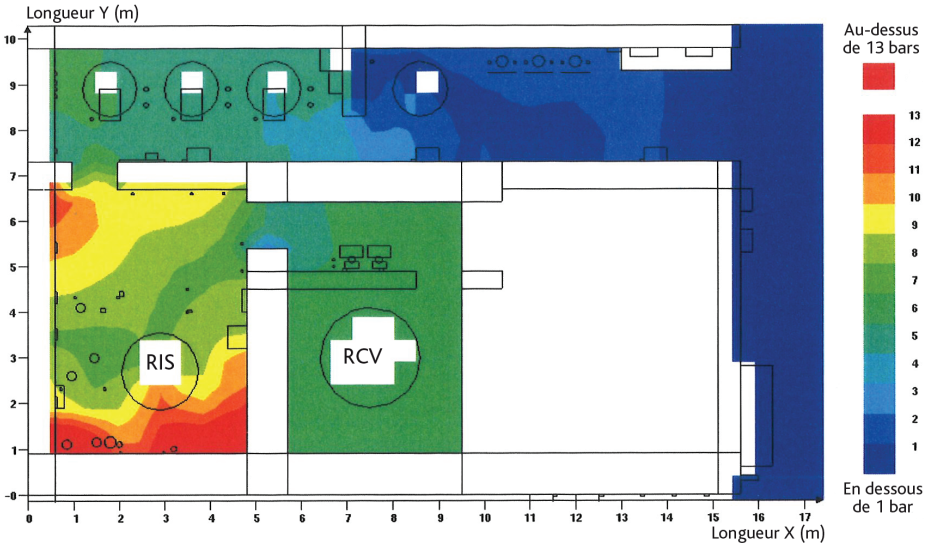 Longueur Y (m)
10
9
8
7
6
5
4
3
2
1
-0
0 1 2 3 4 5 6 7 8 9 10 11 12 13 14 15 16 17
Longueur X (m)
RIS
RCV
Au-dessus
de 13 bars
13
12
11
10
9
8
7
6
5
4
3
2
1
En dessous
de 1 bar